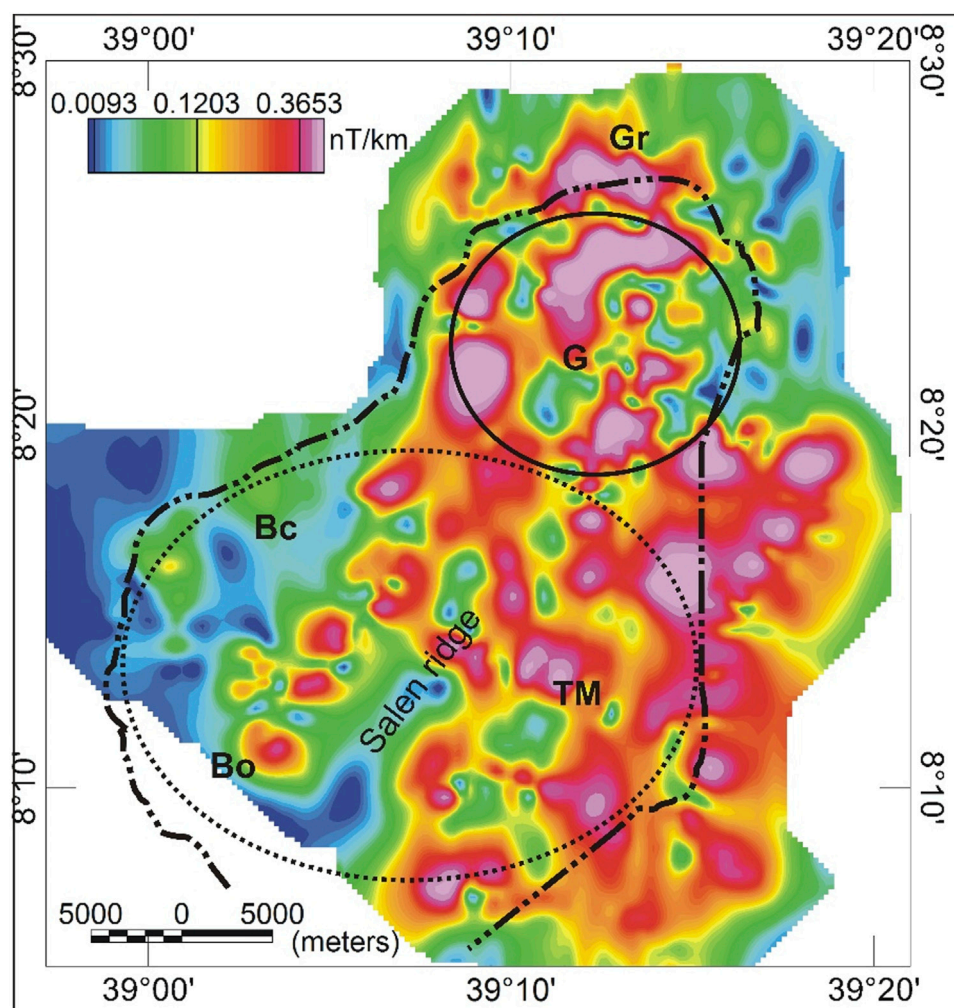 39°00' 39°10' 39°20'
8°30' 8°30'
0.0093 0.1203 0.3653
nT/km
Gr
G
8°20' 8°20'
Bc
Salen ridge
TM
Bo
8°10' 8°10'
5000 0 5000
(meters)
39°00' 39°10' 39°20'